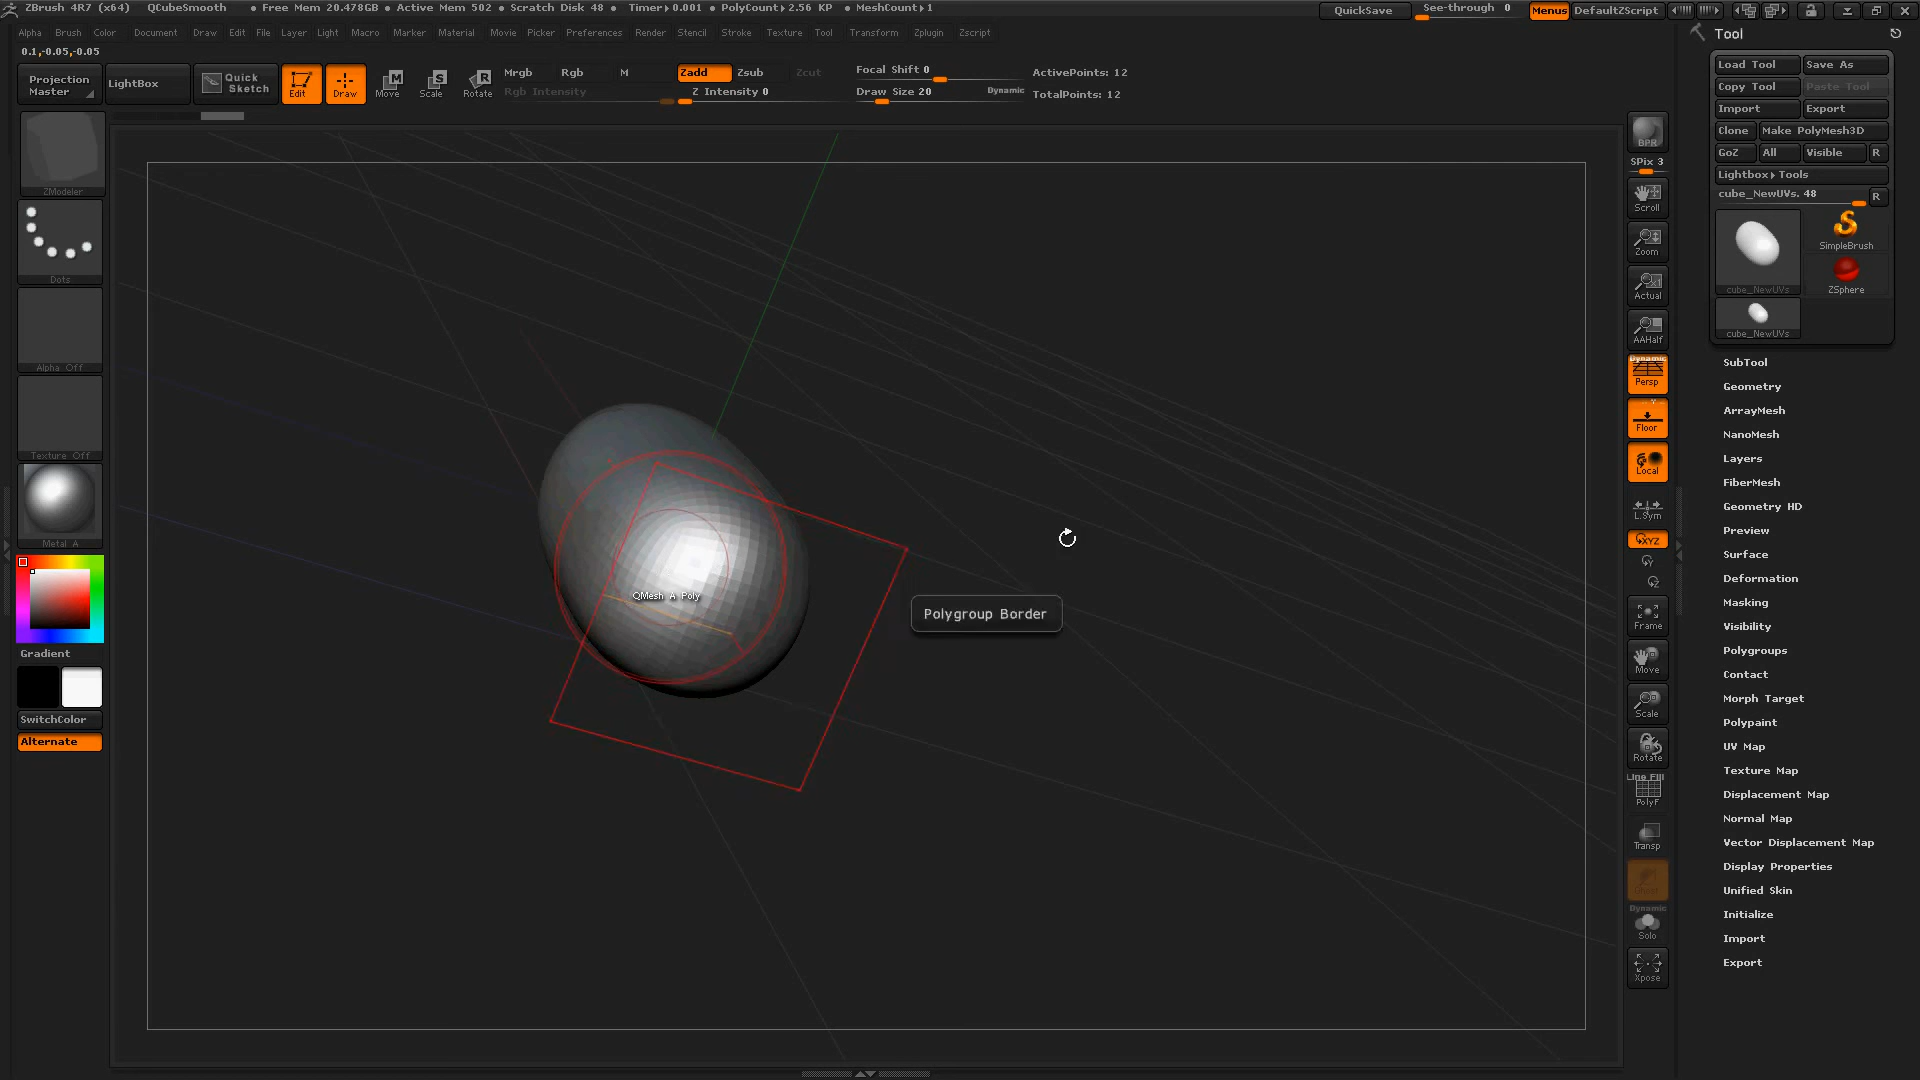 ZBrush 4R7 (x64) QCubeSmooth • Free Mem 20.478GB • Active Mem 502 • Scratch Disk 48 • Timer▸0.001 • PolyCount▸2.56 KP • MeshCount▸1 QuickSave See-through 0 Menus DefaultZScript
Alpha Brush Color Document Draw Edit File Layer Light Macro Marker Material Movie Picker Preferences Render Stencil Stroke Texture Tool Transform Zplugin Zscript
0.1,-0.05,-0.05
Projection Master
LightBox
Quick Sketch
Edit
Draw
M
Move
S
Scale
R
Rotate
Mrgb Rgb M
Rgb Intensity
Zadd Zsub Zcut
Z Intensity 0
Focal Shift 0
Draw Size 20 Dynamic
ActivePoints: 12
TotalPoints: 12
ZModeler
Dots
Alpha Off
Texture Off
Metal A
Gradient
SwitchColor
Alternate
QMesh A Poly
Polygroup Border
BPR
SPix 3
Scroll
Zoom
Actual
AAHalf
Dynamic
Persp
Floor
Local
L.Sym
XYZ
Y
Z
Frame
Move
Scale
Rotate
Line Fill
PolyF
Transp
Ghost
Dynamic
Solo
Xpose
Tool
Load Tool Save As
Copy Tool Paste Tool
Import Export
Clone Make PolyMesh3D
GoZ All Visible R
Lightbox▸Tools
cube_NewUVs. 48 R
cube_NewUVs
SimpleBrush
ZSphere
cube_NewUVs
SubTool
Geometry
ArrayMesh
NanoMesh
Layers
FiberMesh
Geometry HD
Preview
Surface
Deformation
Masking
Visibility
Polygroups
Contact
Morph Target
Polypaint
UV Map
Texture Map
Displacement Map
Normal Map
Vector Displacement Map
Display Properties
Unified Skin
Initialize
Import
Export